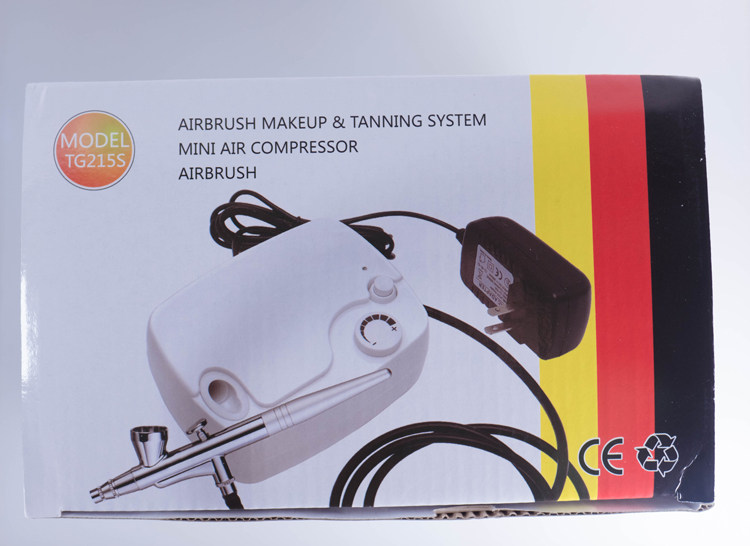 MODEL
TG215S
AIRBRUSH MAKEUP & TANNING SYSTEM
MINI AIR COMPRESSOR
AIRBRUSH
+
-
CE